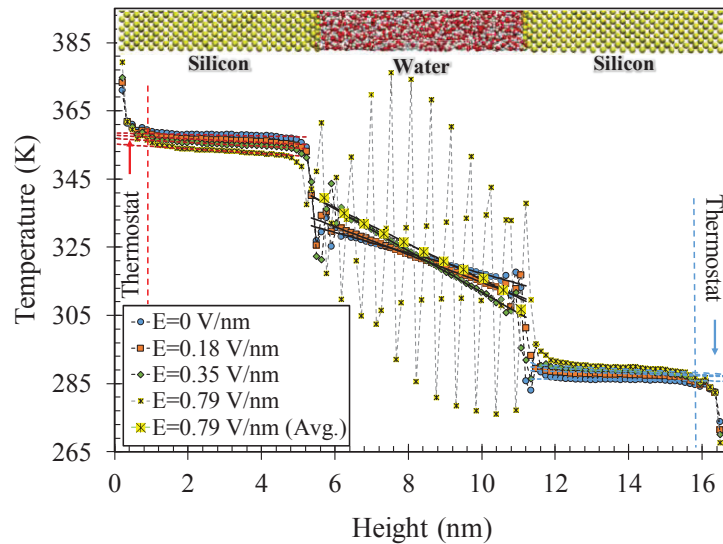 385
365
345
325
305
285
265
Temperature (K)
Silicon
Water
Silicon
Thermostat
Thermostat
E=0 V/nm
E=0.18 V/nm
E=0.35 V/nm
E=0.79 V/nm
E=0.79 V/nm (Avg.)
0 2 4 6 8 10 12 14 16
Height (nm)